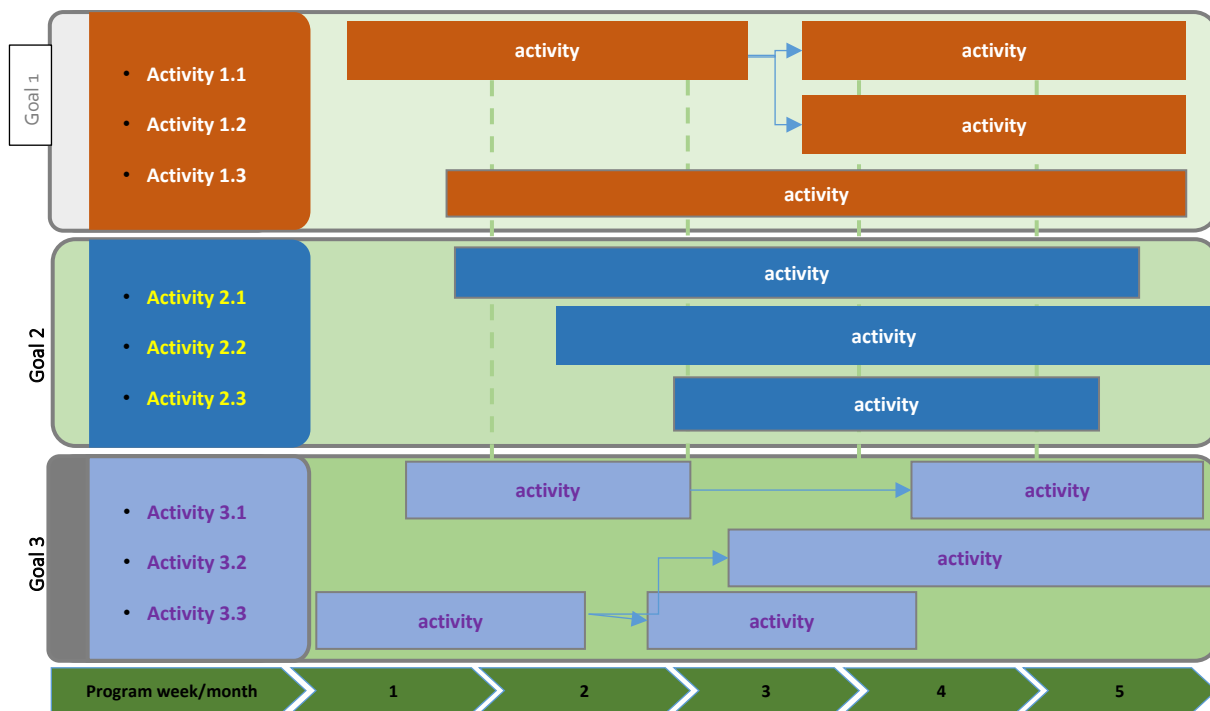 Goal 1
• Activity 1.1
• Activity 1.2
• Activity 1.3
activity
activity
activity
activity
Goal 2
• Activity 2.1
• Activity 2.2
• Activity 2.3
activity
activity
activity
Goal 3
• Activity 3.1
• Activity 3.2
• Activity 3.3
activity
activity
activity
activity
activity
Program week/month 1 2 3 4 5